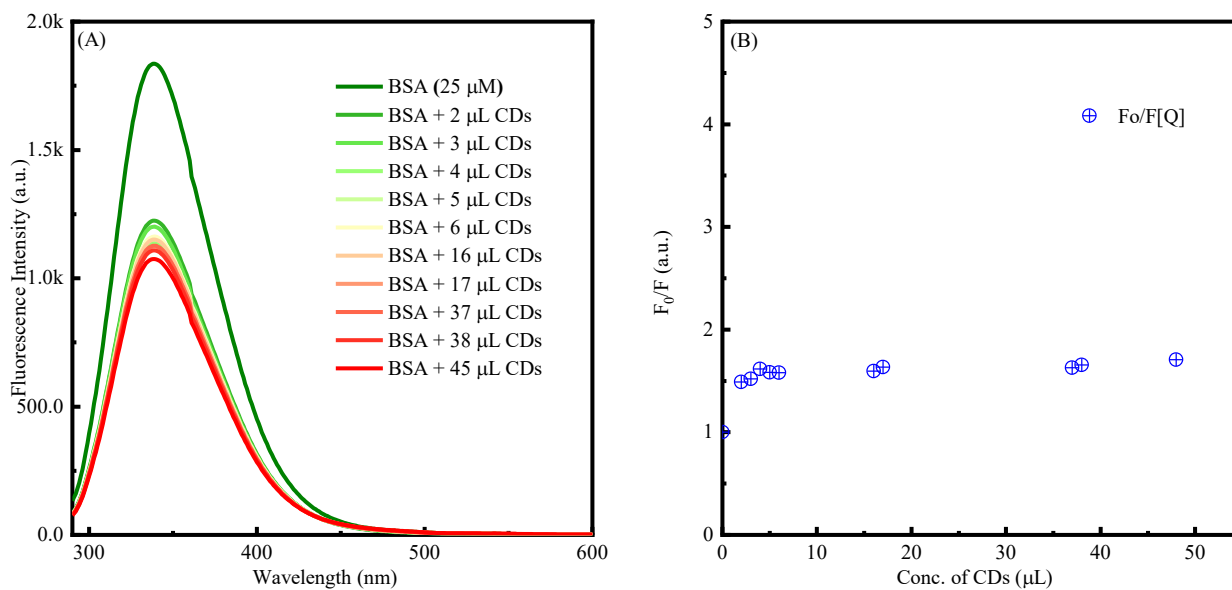 (A)
2.0k
1.5k
1.0k
500.0
0.0
300
400
500
600
Fluorescence Intensity (a.u.)
Wavelength (nm)
BSA (25 μM)
BSA + 2 μL CDs
BSA + 3 μL CDs
BSA + 4 μL CDs
BSA + 5 μL CDs
BSA + 6 μL CDs
BSA + 16 μL CDs
BSA + 17 μL CDs
BSA + 37 μL CDs
BSA + 38 μL CDs
BSA + 45 μL CDs
(B)
5
4
3
2
1
0
0
10
20
30
40
50
F₀/F (a.u.)
Conc. of CDs (μL)
Fo/F[Q]